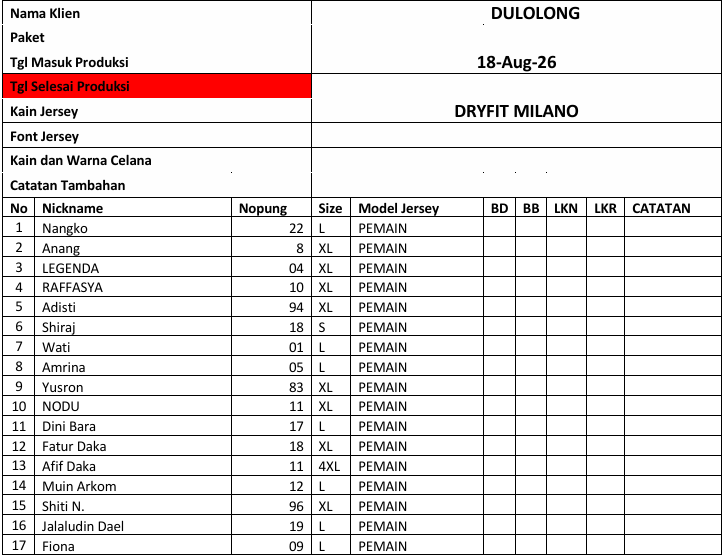 Nama Klien DULOLONG
Paket
Tgl Masuk Produksi 18-Aug-26
Tgl Selesai Produksi
Kain Jersey DRYFIT MILANO
Font Jersey
Kain dan Warna Celana
Catatan Tambahan
No Nickname Nopung Size Model Jersey BD BB LKN LKR CATATAN
1 Nangko 22 L PEMAIN
2 Anang 8 XL PEMAIN
3 LEGENDA 04 XL PEMAIN
4 RAFFASYA 10 XL PEMAIN
5 Adisti 94 XL PEMAIN
6 Shiraj 18 S PEMAIN
7 Wati 01 L PEMAIN
8 Amrina 05 L PEMAIN
9 Yusron 83 XL PEMAIN
10 NODU 11 XL PEMAIN
11 Dini Bara 17 L PEMAIN
12 Fatur Daka 18 XL PEMAIN
13 Afif Daka 11 4XL PEMAIN
14 Muin Arkom 12 L PEMAIN
15 Shiti N. 96 XL PEMAIN
16 Jalaludin Dael 19 L PEMAIN
17 Fiona 09 L PEMAIN